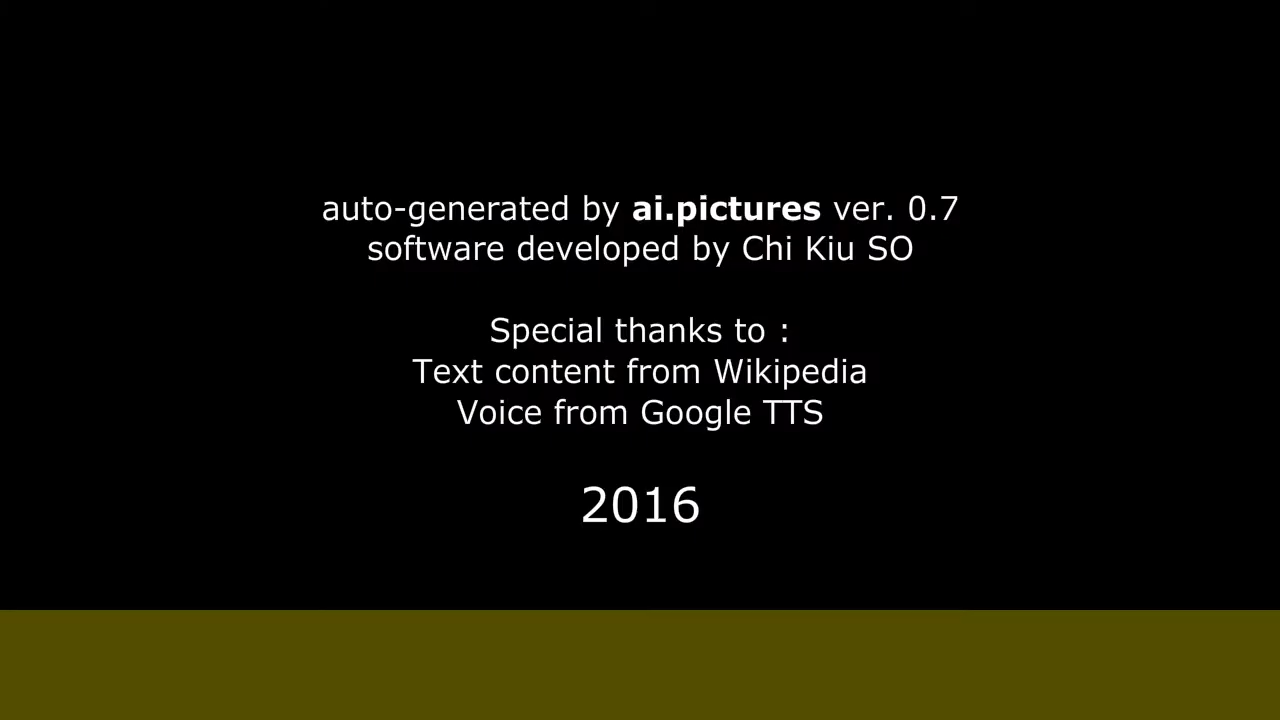 auto-generated by ai.pictures ver. 0.7
software developed by Chi Kiu SO
Special thanks to :
Text content from Wikipedia
Voice from Google TTS
2016